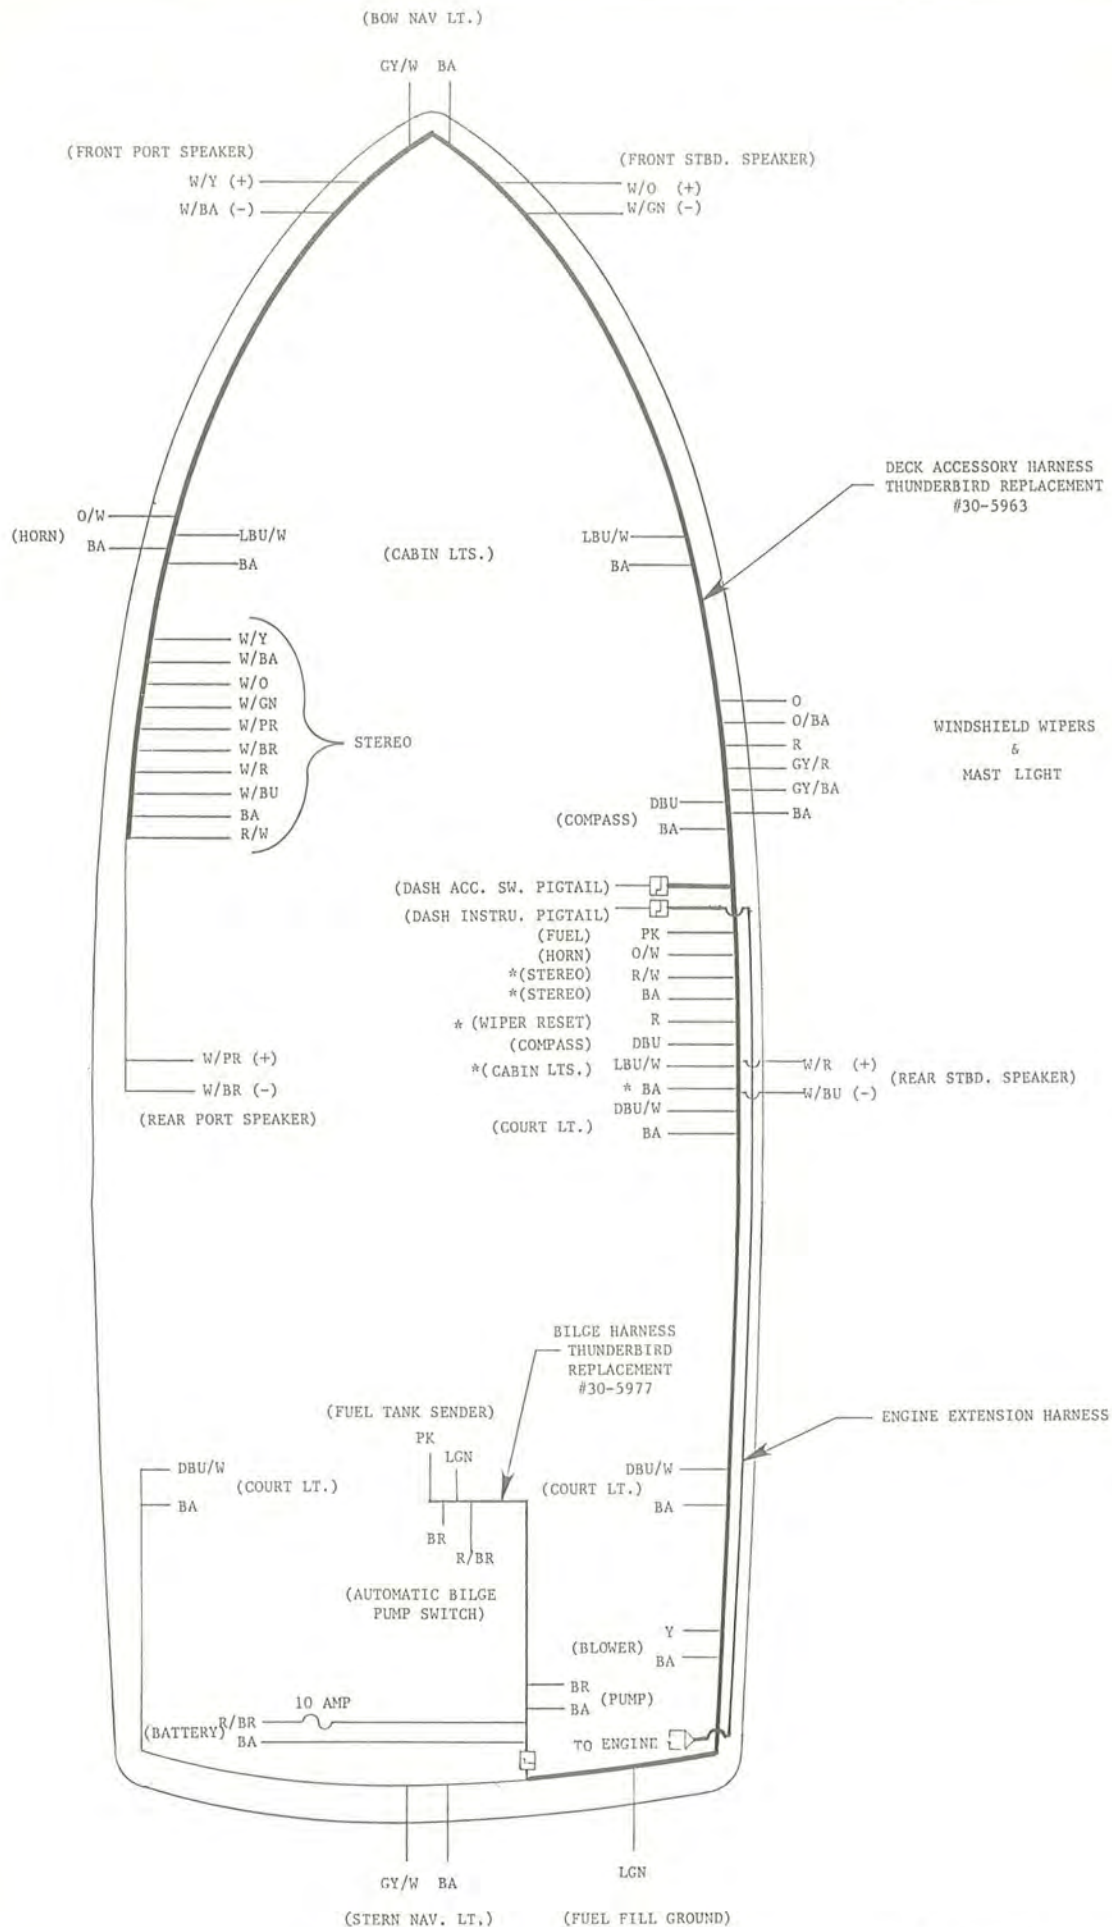 (BOW NAV LT.)
GY/W BA
(FRONT PORT SPEAKER)
W/Y (+)
W/BA (-)
(FRONT STBD. SPEAKER)
W/O (+)
W/GN (-)
DECK ACCESSORY HARNESS
THUNDERBIRD REPLACEMENT
#30-5963
O/W
(HORN)
BA
LBU/W
BA
(CABIN LTS.)
LBU/W
BA
W/Y
W/BA
W/O
W/GN
W/PR
W/BR
W/R
W/BU
BA
R/W
STEREO
O
O/BA
R
GY/R
GY/BA
BA
WINDSHIELD WIPERS
&
MAST LIGHT
DBU
(COMPASS)
BA
(DASH ACC. SW. PIGTAIL)
(DASH INSTRU. PIGTAIL)
(FUEL) PK
(HORN) O/W
*(STEREO) R/W
*(STEREO) BA
* (WIPER RESET) R
(COMPASS) DBU
*(CABIN LTS.) LBU/W
* BA
DBU/W
(COURT LT.) BA
W/PR (+)
W/BR (-)
(REAR PORT SPEAKER)
W/R (+)
W/BU (-)
(REAR STBD. SPEAKER)
BILGE HARNESS
THUNDERBIRD
REPLACEMENT
#30-5977
(FUEL TANK SENDER)
PK
LGN
ENGINE EXTENSION HARNESS
DBU/W
(COURT LT.)
BA
DBU/W
(COURT LT.)
BA
BR
R/BR
(AUTOMATIC BILGE
PUMP SWITCH)
Y
(BLOWER)
BA
BR
BA
(PUMP)
10 AMP
R/BR
(BATTERY)
BA
TO ENGINE
GY/W BA
(STERN NAV. LT.)
LGN
(FUEL FILL GROUND)